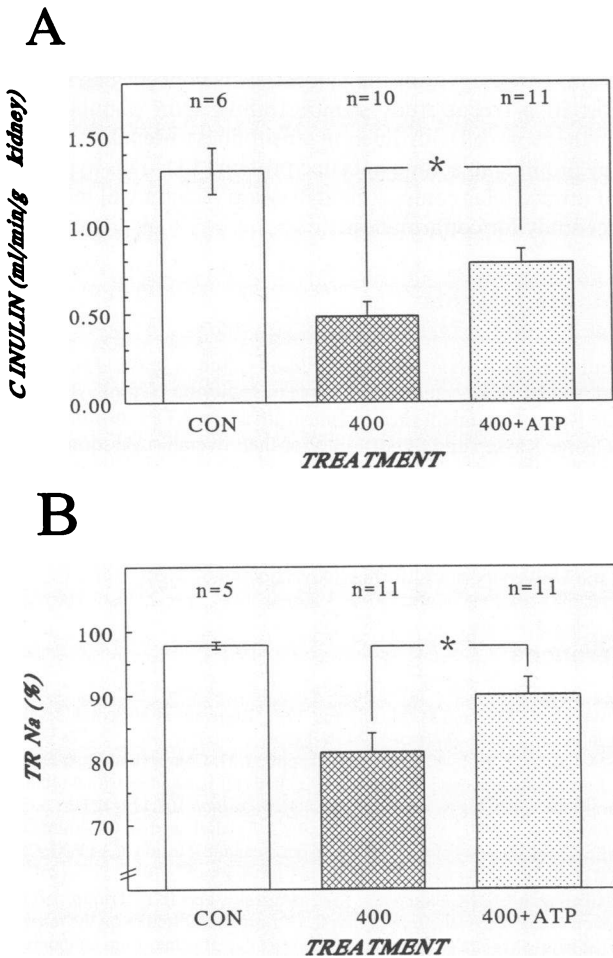 A
n=6 n=10 n=11
C INULIN (ml/min/g kidney)
1.50
*
1.00
0.50
0.00
CON 400 400+ATP
TREATMENT
B
n=5 n=11 n=11
TR Na (%)
100
*
90
80
70
CON 400 400+ATP
TREATMENT